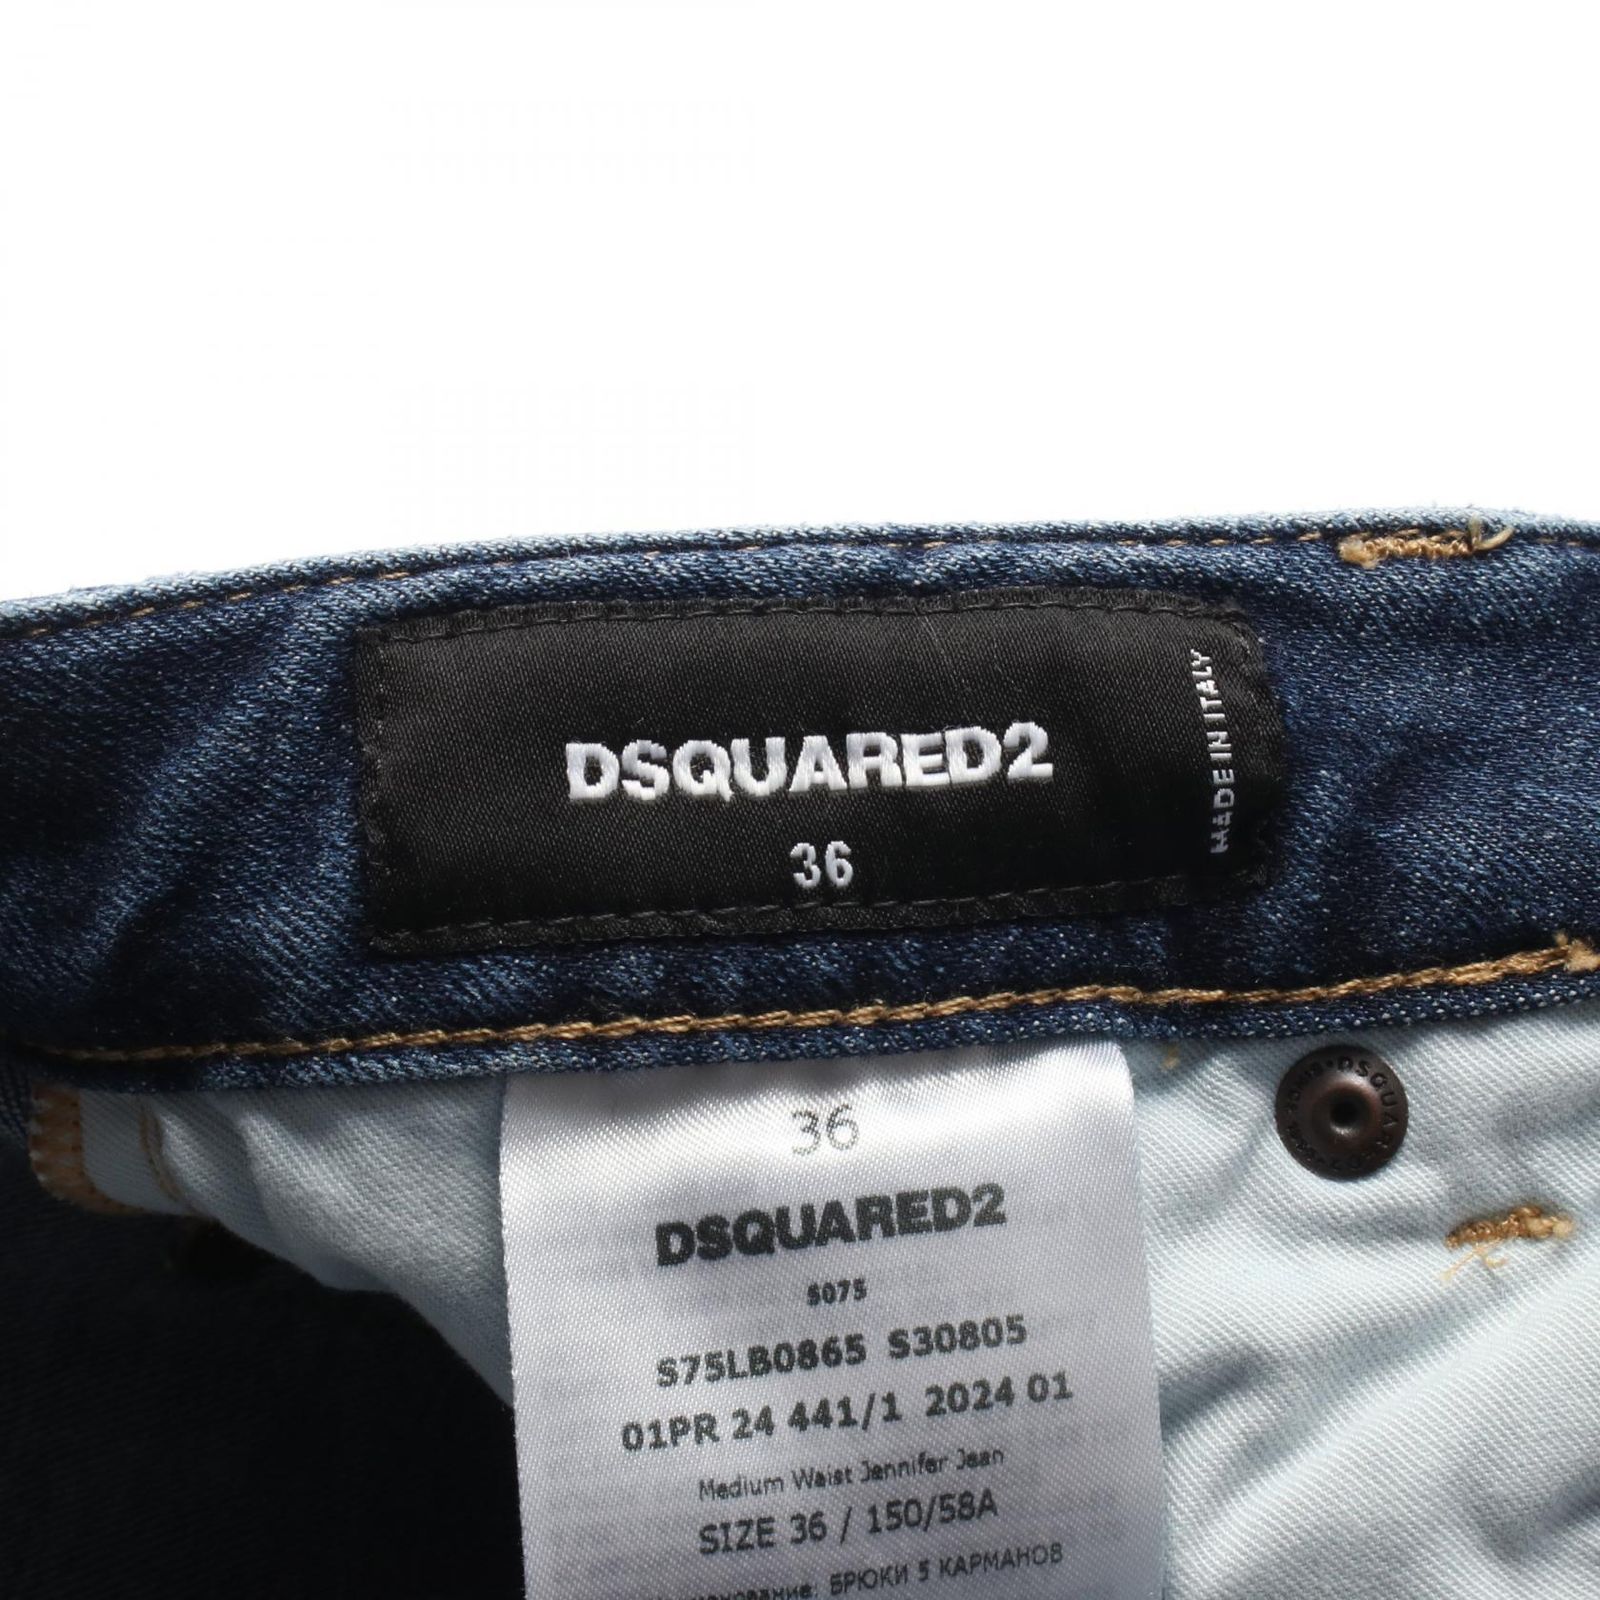 DSQUARED2
36
MADE IN ITALY
36
DSQUARED2
S075
S75LB0865 S30805
01PR 24 441/1 2024 01
Medium Waist Jennifer Jean
SIZE 36 / 150/58A
БРЮКИ 5 КАРМАНОВ